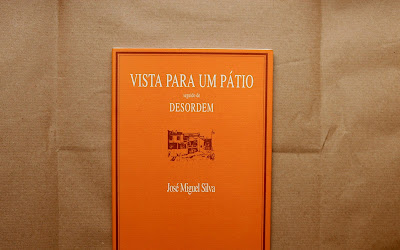 VISTA PARA UM PÁTIO
seguido de
DESORDEM
José Miguel Silva